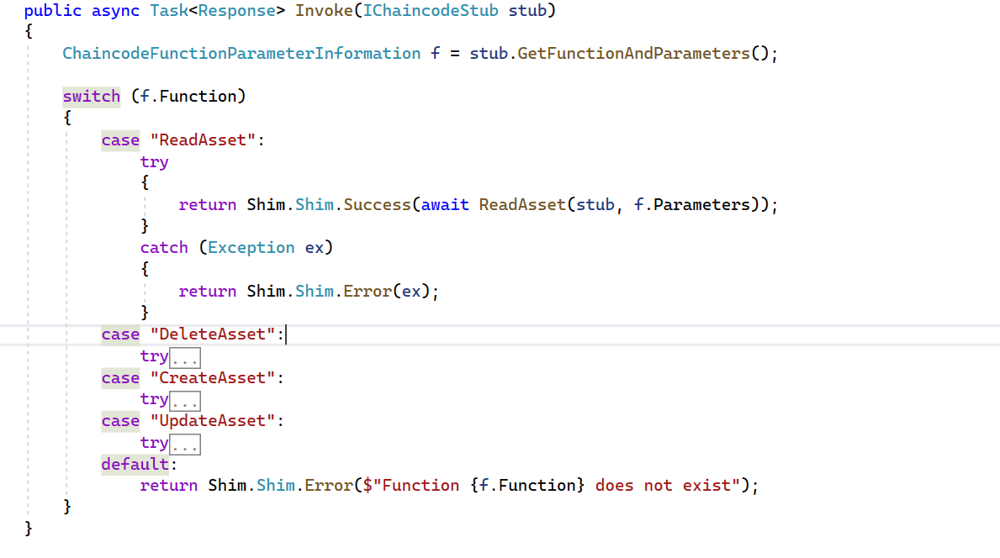 public async Task<Response> Invoke(IChaincodeStub stub)
{
    ChaincodeFunctionParameterInformation f = stub.GetFunctionAndParameters();

    switch (f.Function)
    {
        case "ReadAsset":
            try
            {
                return Shim.Shim.Success(await ReadAsset(stub, f.Parameters));
            }
            catch (Exception ex)
            {
                return Shim.Shim.Error(ex);
            }
        case "DeleteAsset":
            try...
        case "CreateAsset":
            try...
        case "UpdateAsset":
            try...
        default:
            return Shim.Shim.Error($"Function {f.Function} does not exist");
    }
}